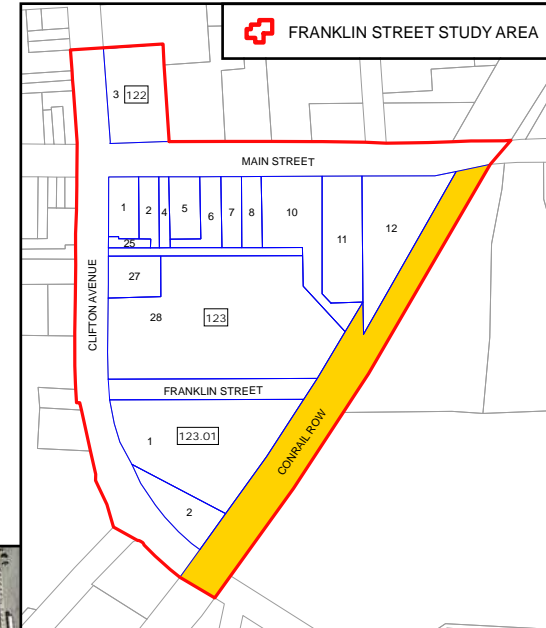 FRANKLIN STREET STUDY AREA
3 122
MAIN STREET
1 2 4 5 6 7 8 10 11 12
25
27
CLIFTON AVENUE
28 123
FRANKLIN STREET
1 123.01
CONRAIL ROW
2